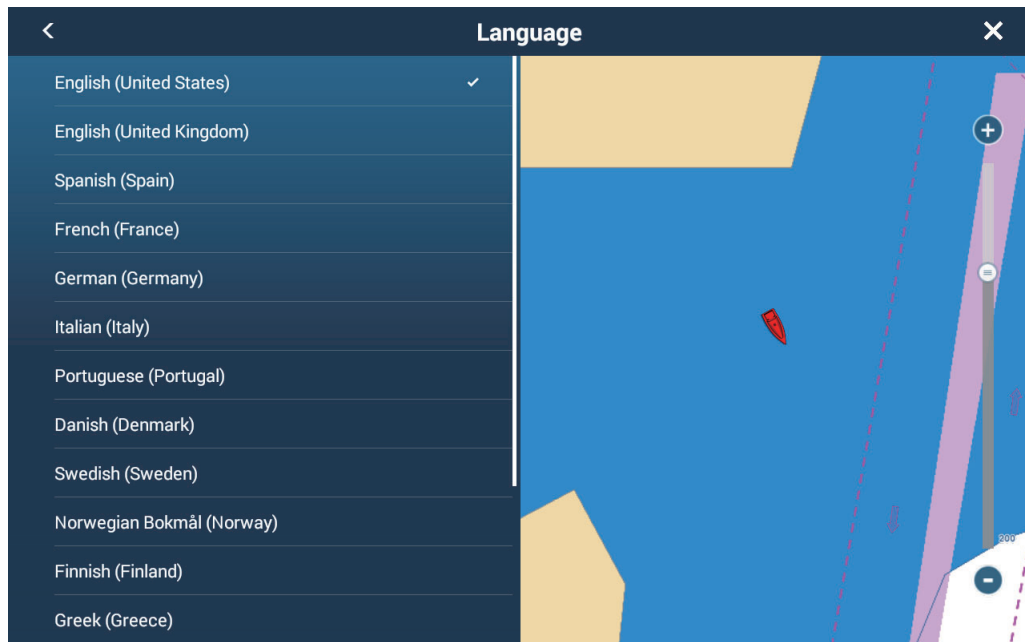 Language
English (United States)
English (United Kingdom)
Spanish (Spain)
French (France)
German (Germany)
Italian (Italy)
Portuguese (Portugal)
Danish (Denmark)
Swedish (Sweden)
Norwegian Bokmål (Norway)
200
Finnish (Finland)
Greek (Greece)